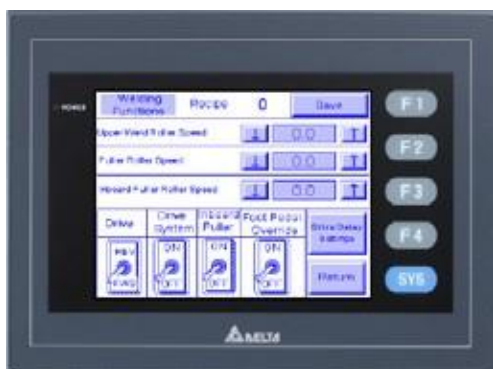 POWER
Welding Functions Recipe 0 Save
Upper Weld Roller Speed 0.0
Puller Roller Speed 0.0
Inboard Puller Roller Speed 0.0
Drive
Drive System
Inboard Puller
Foot Pedal Override
Settings
REV
FWD
ON
OFF
ON
OFF
ON
OFF
Return
F1
F2
F3
F4
SYS
DELTA